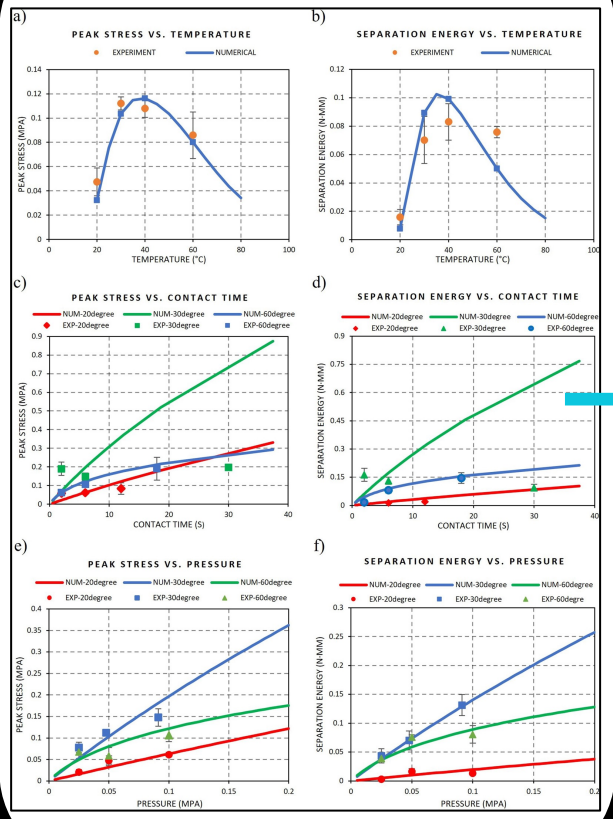 a)
PEAK STRESS VS. TEMPERATURE
EXPERIMENT NUMERICAL
PEAK STRESS (MPA)
0.14
0.12
0.1
0.08
0.06
0.04
0.02
0
0 20 40 60 80 100
TEMPERATURE (°C)
b)
SEPARATION ENERGY VS. TEMPERATURE
EXPERIMENT NUMERICAL
SEPARATION ENERGY (N-MM)
0.12
0.1
0.08
0.06
0.04
0.02
0
0 20 40 60 80 100
TEMPERATURE (°C)
c)
PEAK STRESS VS. CONTACT TIME
NUM-20degree NUM-30degree NUM-60degree
EXP-20degree EXP-30degree EXP-60degree
PEAK STRESS (MPA)
0.9
0.8
0.7
0.6
0.5
0.4
0.3
0.2
0.1
0
0 10 20 30 40
CONTACT TIME (S)
d)
SEPARATION ENERGY VS. CONTACT TIME
NUM-20degree NUM-30degree NUM-60degree
EXP-20degree EXP-30degree EXP-60degree
SEPARATION ENERGY (N-MM)
0.9
0.75
0.6
0.45
0.3
0.15
0
0 10 20 30 40
CONTACT TIME (S)
e)
PEAK STRESS VS. PRESSURE
NUM-20degree NUM-30degree NUM-60degree
EXP-20degree EXP-30degree EXP-60degree
PEAK STRESS (MPA)
0.4
0.35
0.3
0.25
0.2
0.15
0.1
0.05
0
0 0.05 0.1 0.15 0.2
PRESSURE (MPA)
f)
SEPARATION ENERGY VS. PRESSURE
NUM-20degree NUM-30degree NUM-60degree
EXP-20degree EXP-30degree EXP-60degre
SEPARATION ENERGY (N-MM)
0.3
0.25
0.2
0.15
0.1
0.05
0
0 0.05 0.1 0.15 0.2
PRESSURE (MPA)